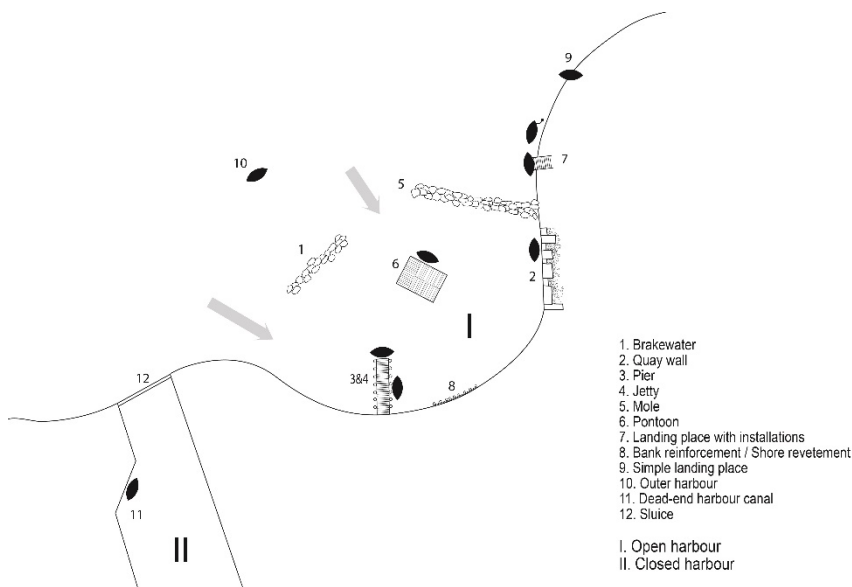 9
10
7
5
1
6
2
I
3&4
8
12
11
II
1. Brakewater
2. Quay wall
3. Pier
4. Jetty
5. Mole
6. Pontoon
7. Landing place with installations
8. Bank reinforcement / Shore revetement
9. Simple landing place
10. Outer harbour
11. Dead-end harbour canal
12. Sluice
I. Open harbour
II. Closed harbour